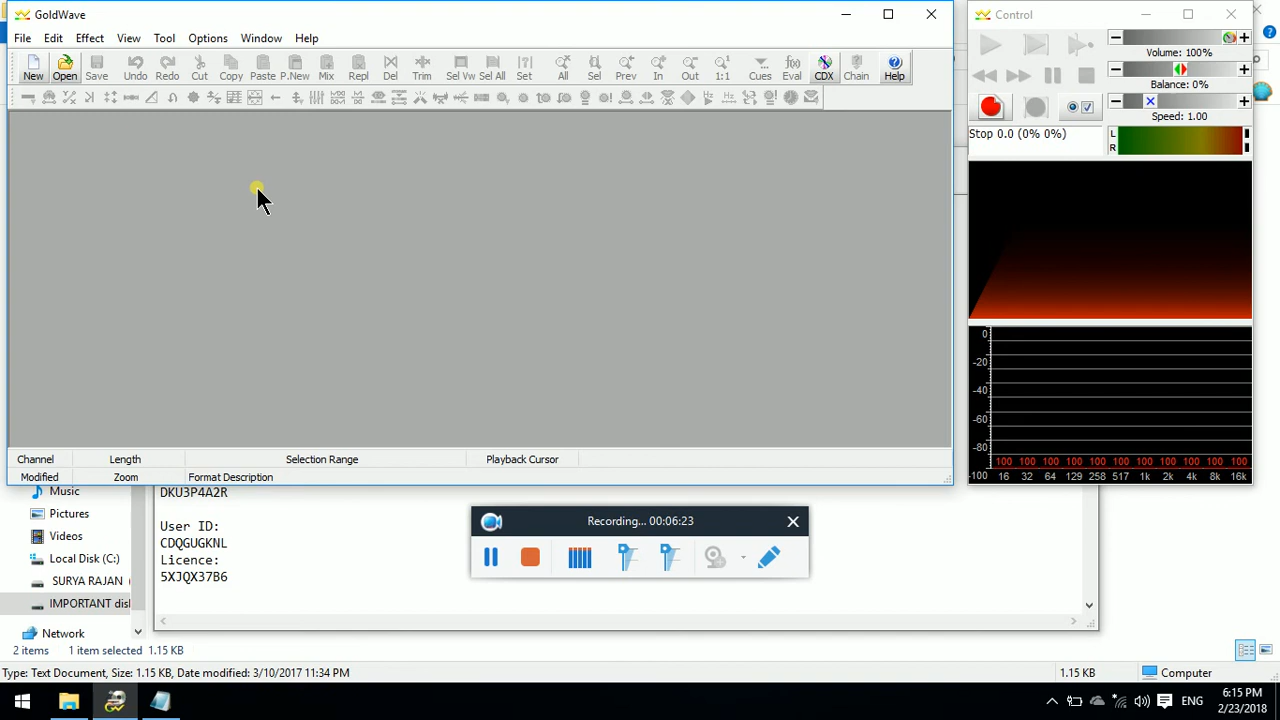 GoldWave
File Edit Effect View Tool Options Window Help
New Open Save Undo Redo Cut Copy Paste P.New Mix Repl Del Trim Sel Vw Sel All Set All Sel Prev In Out 1:1 Cues Eval CDX Chain Help
Channel Length Selection Range Playback Cursor
Modified Zoom Format Description
Control
Volume: 100%
Balance: 0%
Speed: 1.00
Stop 0.0 (0% 0%)
L
R
0
-20
-40
-60
-80
-100
100 100 100 100 100 100 100 100 100 100 100
16 32 64 129 258 517 1k 2k 4k 8k 16k
Music
Pictures
Videos
Local Disk (C:)
SURYA RAJAN (
IMPORTANT disk
Network
DKU3P4A2R
User ID:
CDQGUGKNL
Licence:
5XJQX37B6
Recording... 00:06:23
2 items 1 item selected 1.15 KB
Type: Text Document, Size: 1.15 KB, Date modified: 3/10/2017 11:34 PM 1.15 KB Computer
ENG
6:15 PM
2/23/2018